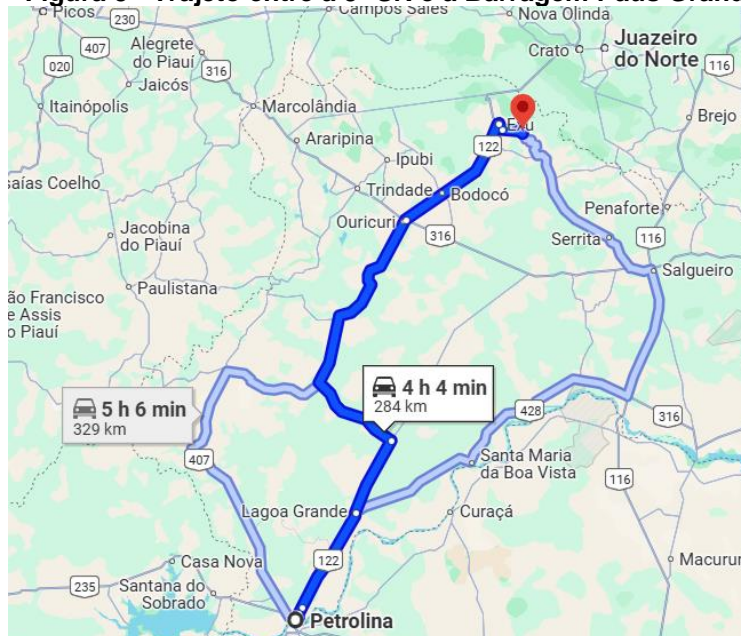 Picos
230
Campos Sales
Nova Olinda
407
Alegrete
do Piauí
020
316
Jaicós
Crato
Juazeiro
do Norte
116
Itainópolis
Marcolândia
Araripina
Exu
Brejo
122
Ipubi
saías Coelho
Trindade
Bodocó
Penaforte
Jacobina
do Piauí
Ouricuri
316
Serrita
116
Salgueiro
ão Francisco
e Assis
o Piauí
Paulistana
5 h 6 min
329 km
4 h 4 min
284 km
428
316
407
Santa Maria
da Boa Vista
116
Lagoa Grande
Curaçá
122
Casa Nova
Macurur
235
Santana do
Sobrado
Petrolina